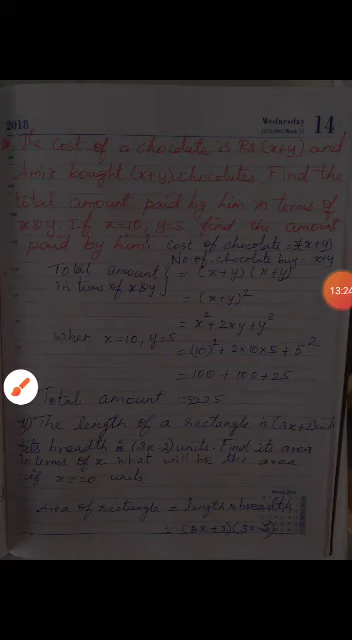 2018
Wednesday 14
The cost of a chocolate is Rs (x+y) and
Amir bought (x+y) chocolates. Find the
total amount paid by him in terms of
x & y. If x=10, y=5. find the amount
paid by him?
Cost of chocolate = (x+y)
No. of chocolate buy = x+y
Total amount in terms of x&y } = (x+y) (x+y)
= (x+y)²
= x²+2xy+y²
When x=10, y=5
= (10)²+2×10×5+5²
= 100+100+25
Total amount =
11) The length of a rectangle is (3x+2) unit
its breadth is (3x-2) units. Find its area
in terms of x. what will be the area
if x=20 units
Area of rectangle = length × breadth
= (3x+2) (3x-2)
13:24